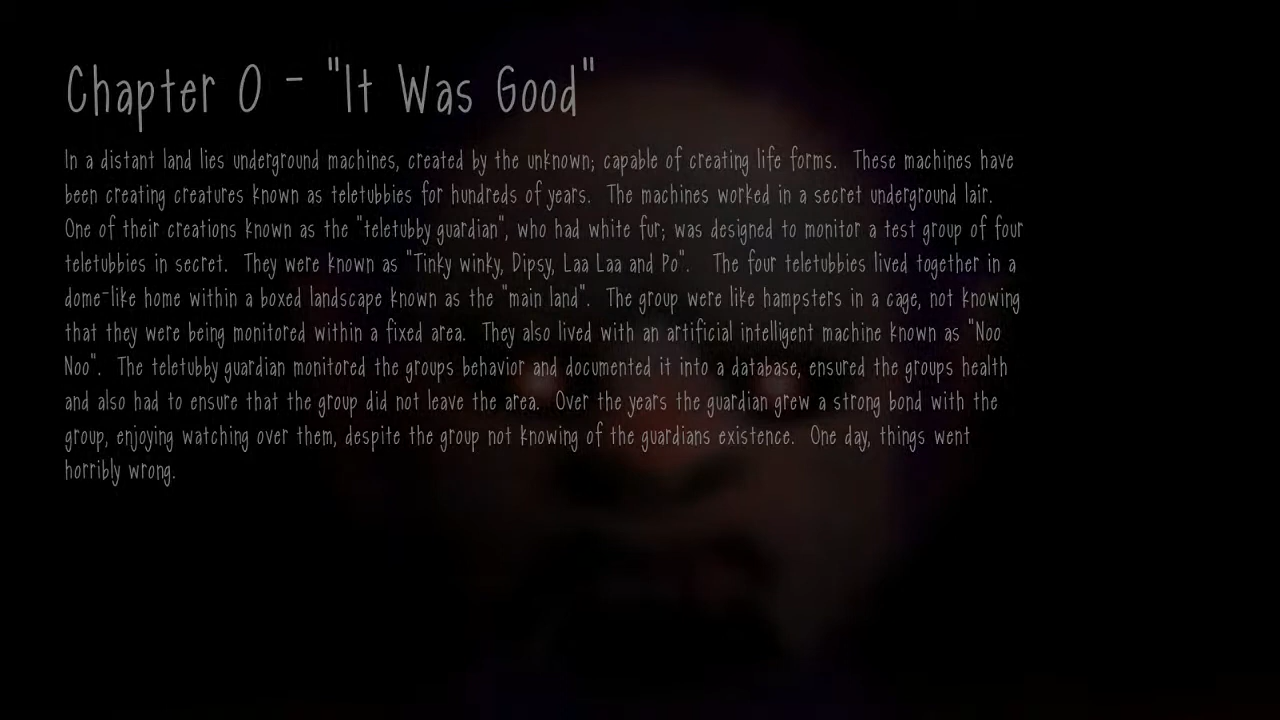 Chapter 0 - "It Was Good"
In a distant land lies underground machines, created by the unknown; capable of creating life forms.  These machines have
been creating creatures known as teletubbies for hundreds of years.  The machines worked in a secret underground lair.
One of their creations known as the "teletubby guardian", who had white fur; was designed to monitor a test group of four
teletubbies in secret.  They were known as "Tinky winky, Dipsy, Laa Laa and Po".   The four teletubbies lived together in a
dome-like home within a boxed landscape known as the "main land".  The group were like hampsters in a cage, not knowing
that they were being monitored within a fixed area.  They also lived with an artificial intelligent machine known as "Noo
Noo".  The teletubby guardian monitored the groups behavior and documented it into a database, ensured the groups health
and also had to ensure that the group did not leave the area.  Over the years the guardian grew a strong bond with the
group, enjoying watching over them, despite the group not knowing of the guardians existence.  One day, things went
horribly wrong.